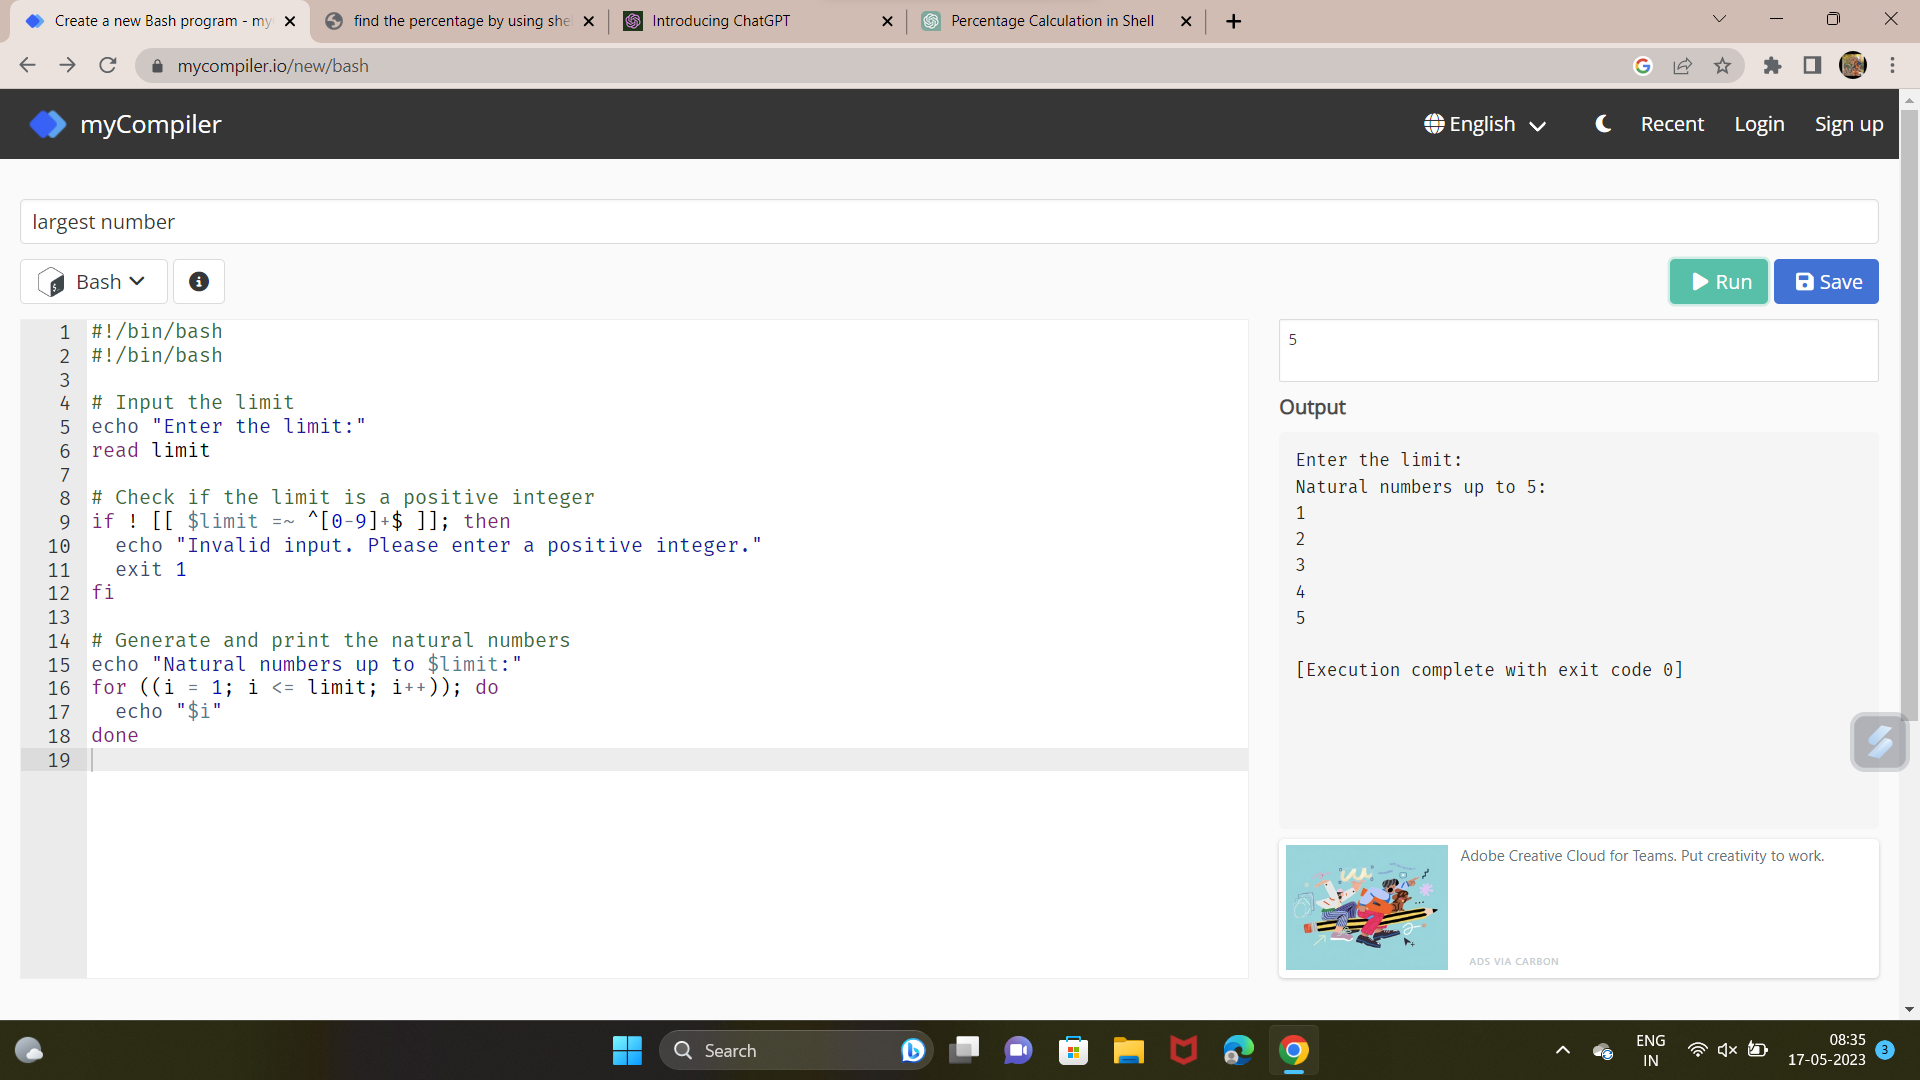 Create a new Bash program - my
find the percentage by using she
Introducing ChatGPT
Percentage Calculation in Shell
mycompiler.io/new/bash
myCompiler
English
Recent
Login
Sign up
largest number
Bash
Run
Save
1 #!/bin/bash
2 #!/bin/bash
3
4 # Input the limit
5 echo "Enter the limit:"
6 read limit
7
8 # Check if the limit is a positive integer
9 if ! [[ $limit =~ ^[0-9]+$ ]]; then
10 echo "Invalid input. Please enter a positive integer."
11 exit 1
12 fi
13
14 # Generate and print the natural numbers
15 echo "Natural numbers up to $limit:"
16 for ((i = 1; i <= limit; i++)); do
17 echo "$i"
18 done
19
5
Output
Enter the limit:
Natural numbers up to 5:
1
2
3
4
5
[Execution complete with exit code 0]
Adobe Creative Cloud for Teams. Put creativity to work.
ADS VIA CARBON
Search
ENG
IN
08:35
17-05-2023
3